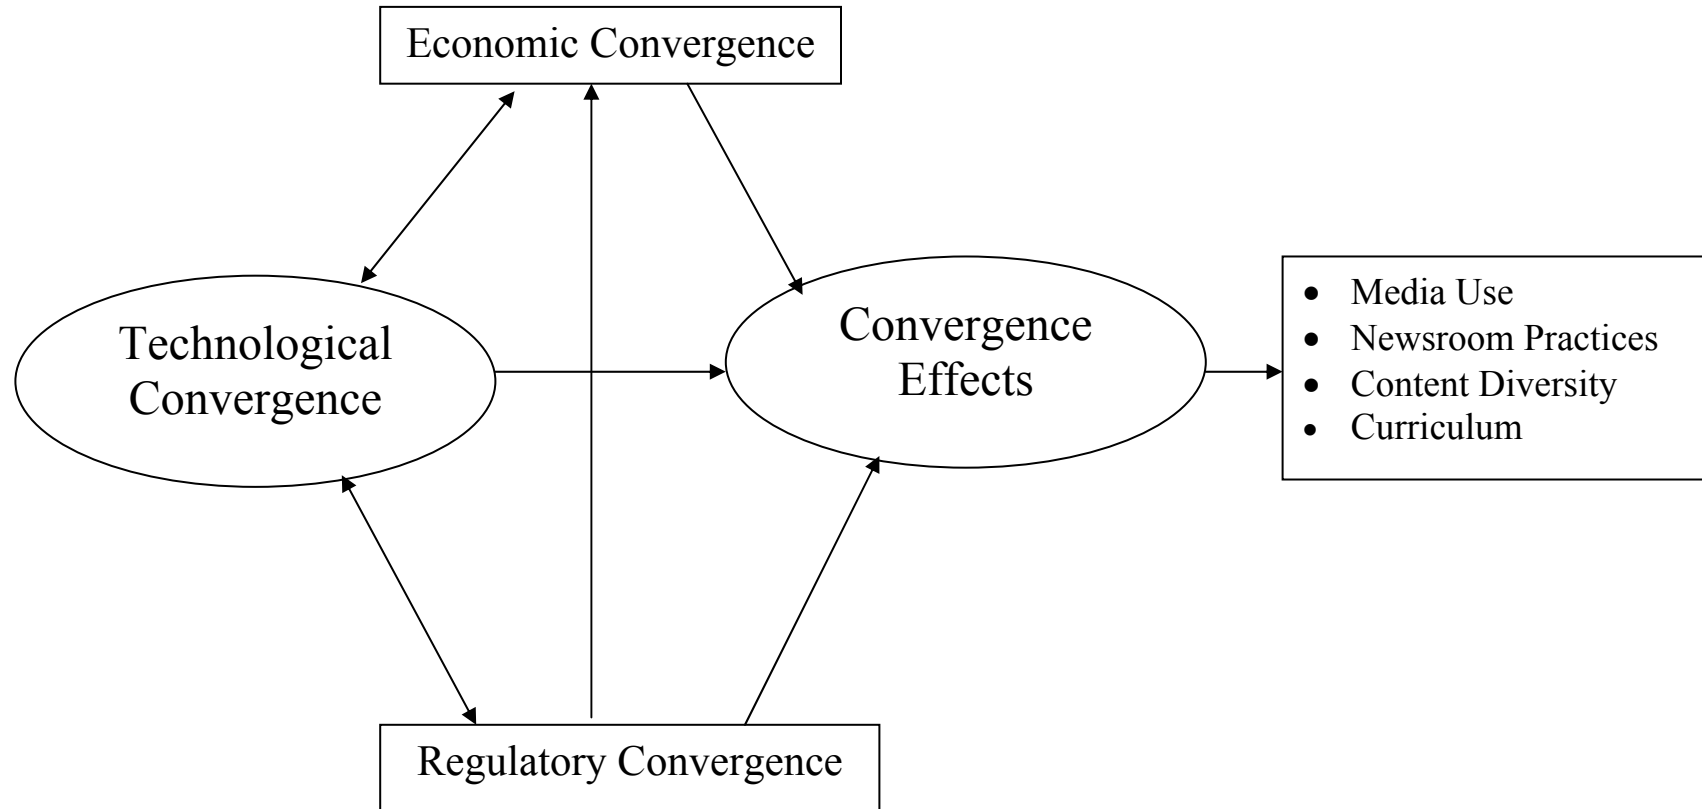 Economic Convergence
Technological
Convergence
Convergence
Effects
• Media Use
• Newsroom Practices
• Content Diversity
• Curriculum
Regulatory Convergence